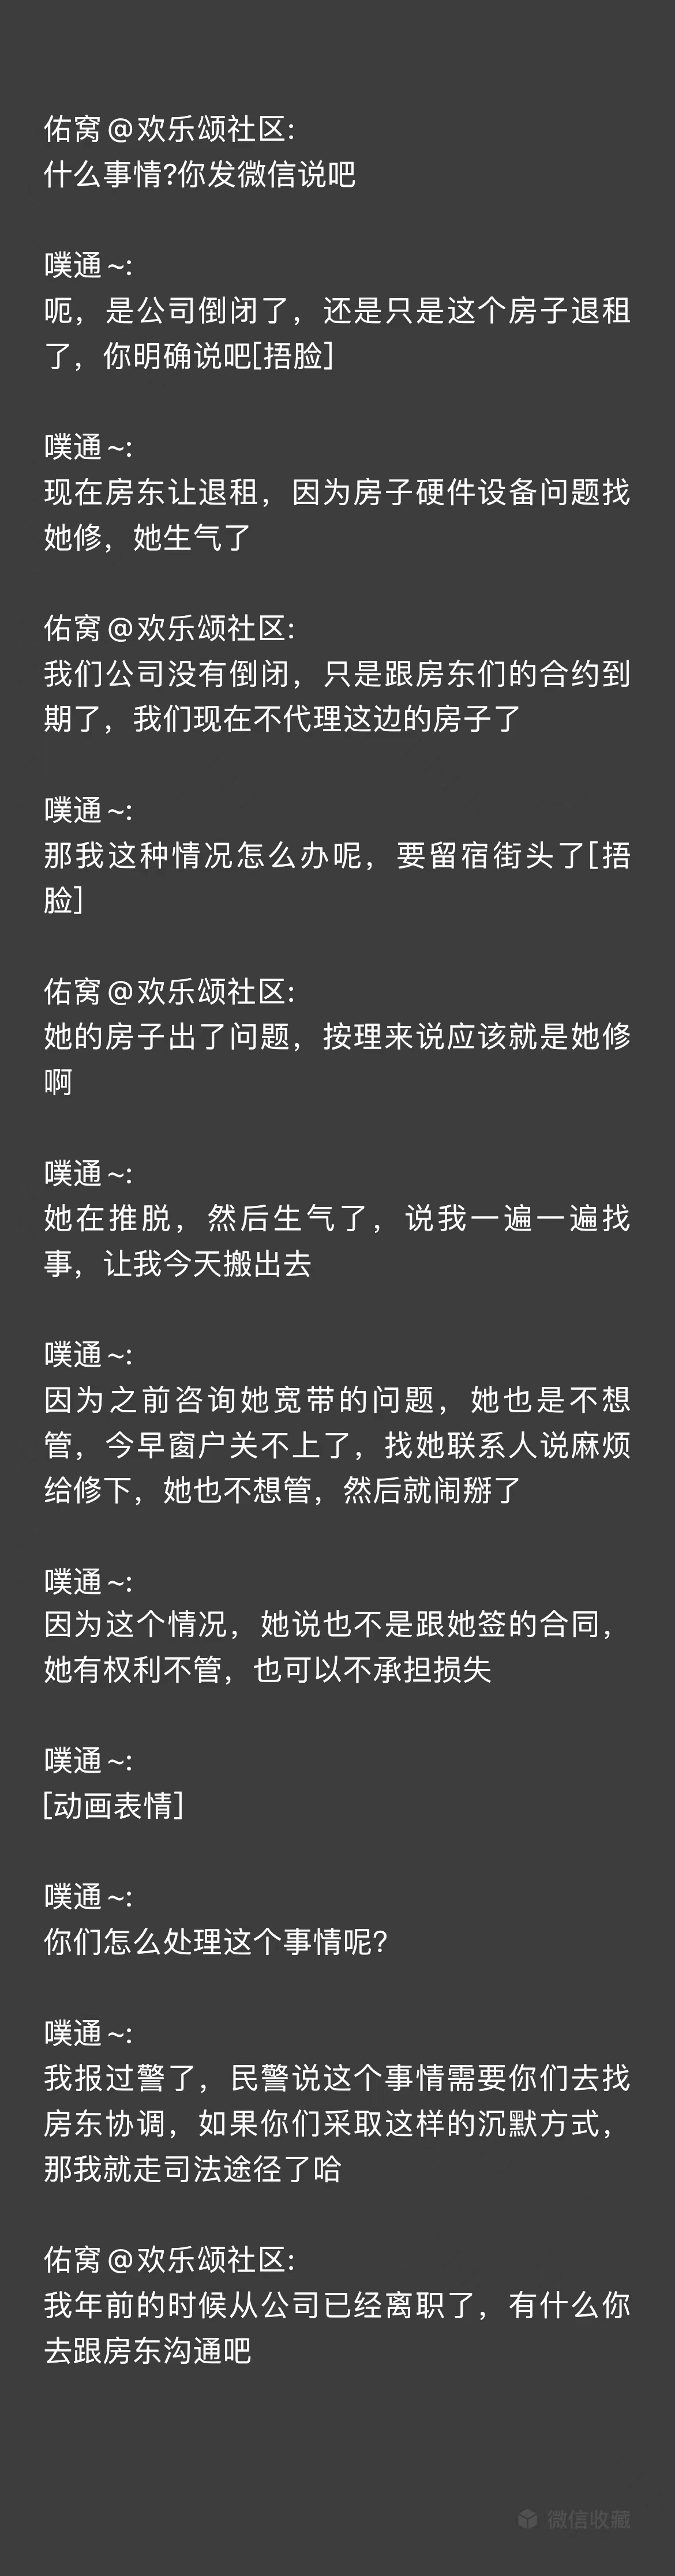 佑窝@欢乐颂社区:
什么事情?你发微信说吧
噗通~:
呃，是公司倒闭了，还是只是这个房子退租
了，你明确说吧[捂脸]
噗通~:
现在房东让退租，因为房子硬件设备问题找
她修，她生气了
佑窝@欢乐颂社区:
我们公司没有倒闭，只是跟房东们的合约到
期了，我们现在不代理这边的房子了
噗通~:
那我这种情况怎么办呢，要留宿街头了[捂
脸]
佑窝@欢乐颂社区:
她的房子出了问题，按理来说应该就是她修
啊
噗通~:
她在推脱，然后生气了，说我一遍一遍找
事，让我今天搬出去
噗通~:
因为之前咨询她宽带的问题，她也是不想
管，今早窗户关不上了，找她联系人说麻烦
给修下，她也不想管，然后就闹掰了
噗通~:
因为这个情况，她说也不是跟她签的合同，
她有权利不管，也可以不承担损失
噗通~:
[动画表情]
噗通~:
你们怎么处理这个事情呢?
噗通~:
我报过警了，民警说这个事情需要你们去找
房东协调，如果你们采取这样的沉默方式，
那我就走司法途径了哈
佑窝@欢乐颂社区:
我年前的时候从公司已经离职了，有什么你
去跟房东沟通吧
微信收藏